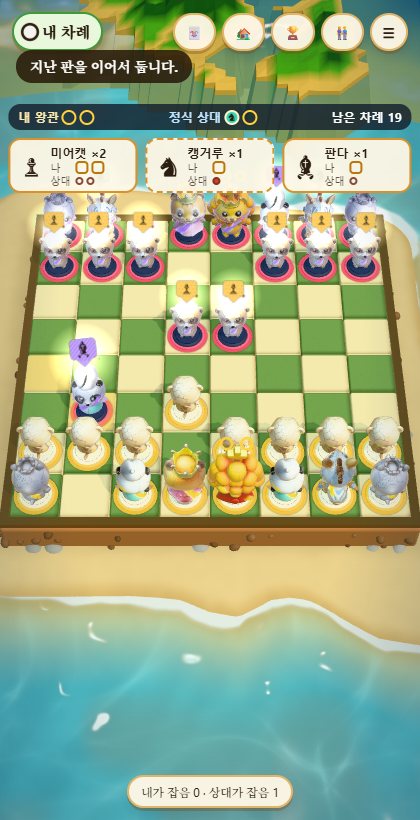 내 차례
지난 판을 이어서 둡니다.
내 왕관
정식 상대
남은 차례 19
미어캣 ×2
나
상대
캥거루 ×1
나
상대
판다 ×1
나
상대
내가 잡음 0 · 상대가 잡음 1